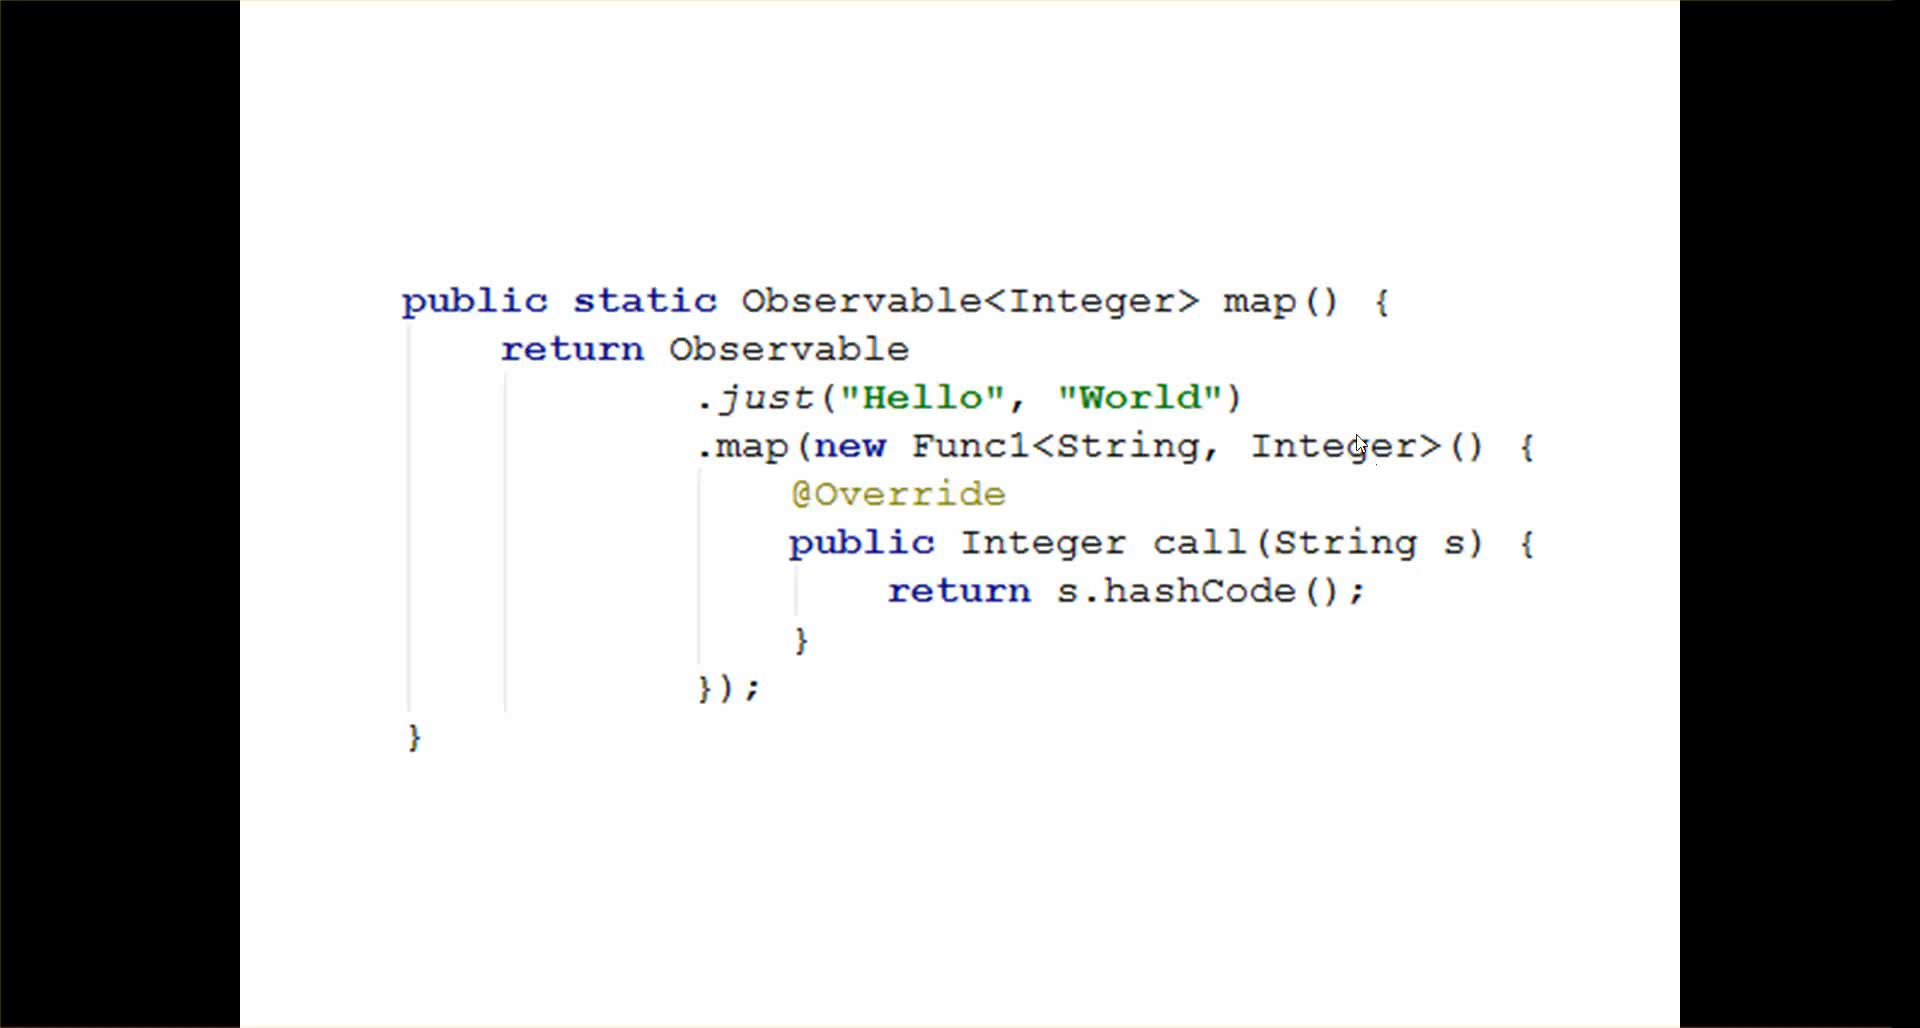 public static Observable<Integer> map() {
return Observable
.just("Hello", "World")
.map(new Func1<String, Integer>() {
@Override
public Integer call(String s) {
return s.hashCode();
}
});
}